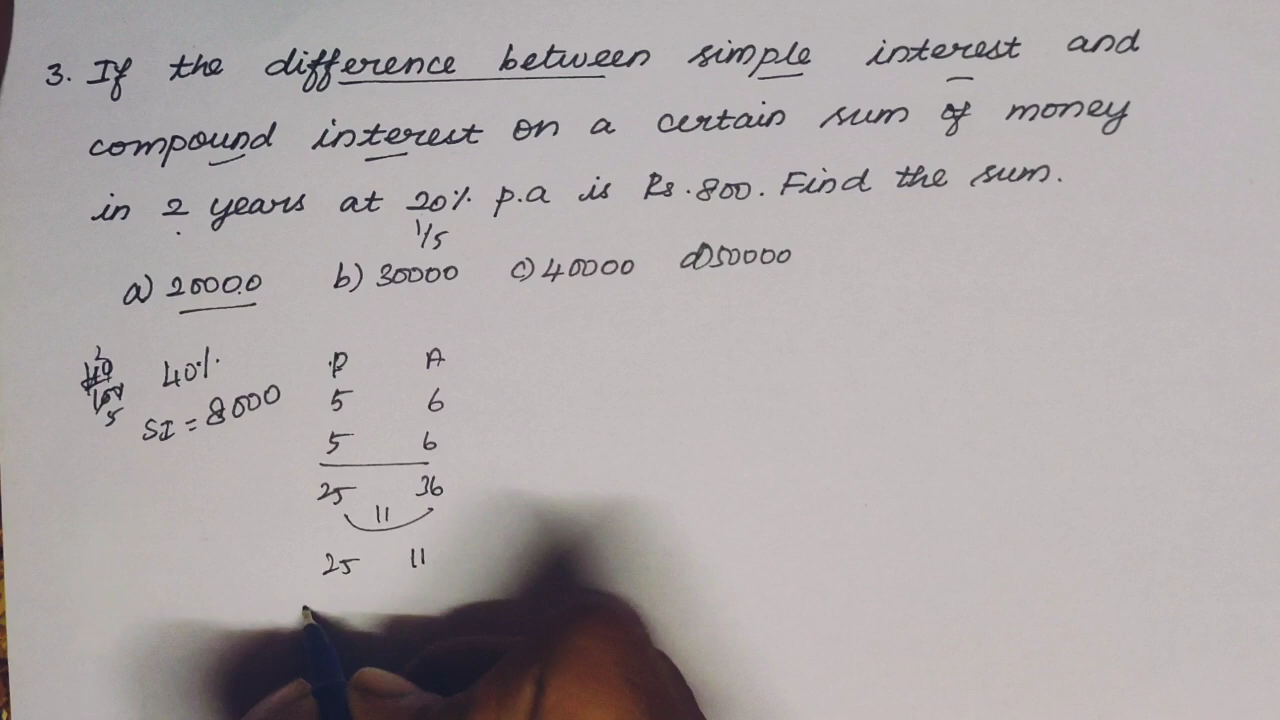 3. If the difference between simple interest and
compound interest on a certain sum of money
in 2 years at 20% p.a is Rs.800. Find the sum.
1/5
a) 20000 b) 30000 c) 40000 d) 50000
40% P A
SI = 8000 5 6
5 6
25 36
11
25 11